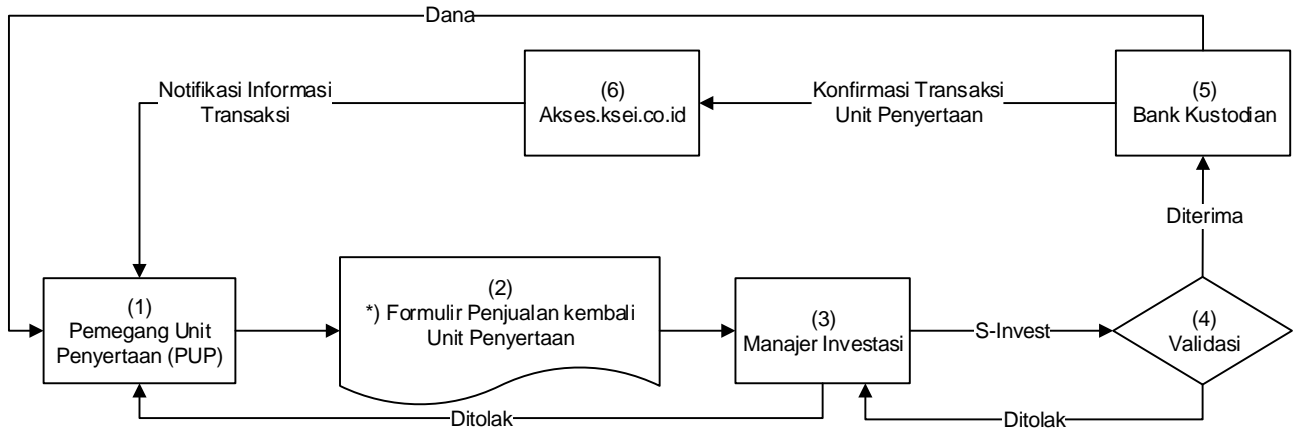 Dana
Notifikasi Informasi
Transaksi
(6)
Akses.ksei.co.id
Konfirmasi Transaksi
Unit Penyertaan
(5)
Bank Kustodian
Diterima
(1)
Pemegang Unit
Penyertaan (PUP)
(2)
*) Formulir Penjualan kembali
Unit Penyertaan
(3)
Manajer Investasi
S-Invest
(4)
Validasi
Ditolak
Ditolak